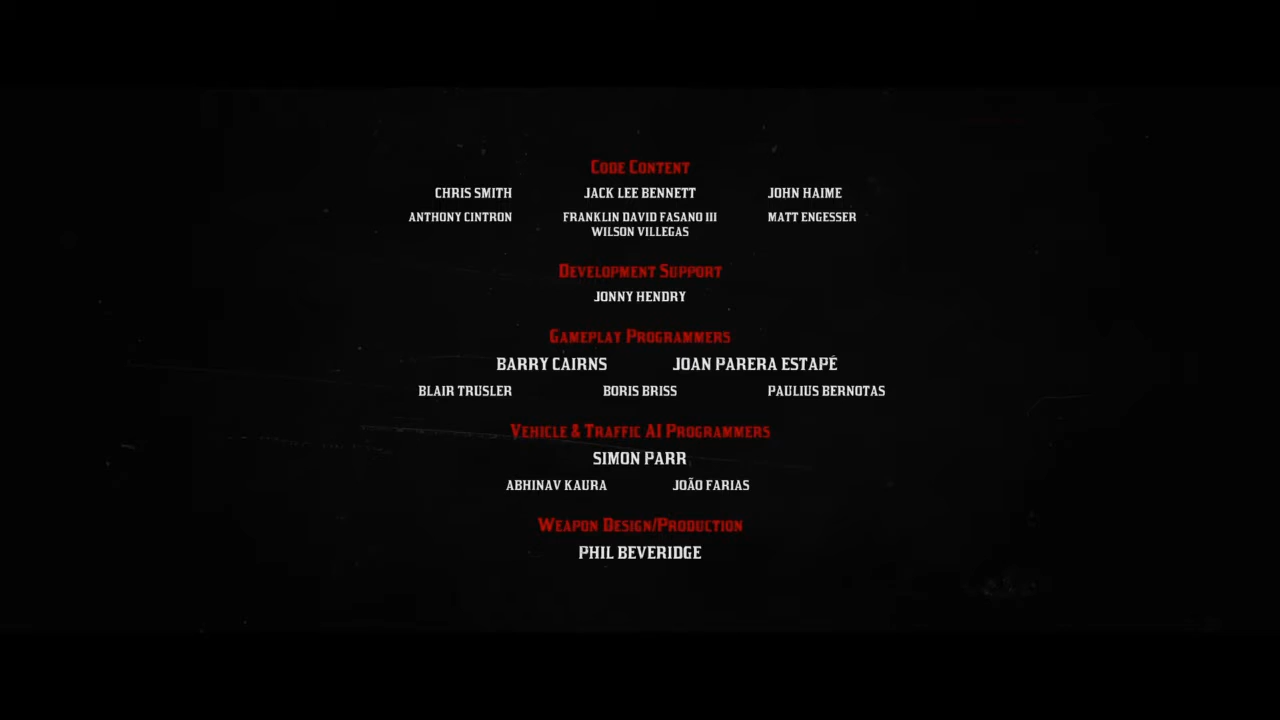 Code Content
CHRIS SMITH JACK LEE BENNETT JOHN HAIME
ANTHONY CINTRON FRANKLIN DAVID FASANO III MATT ENGESSER
WILSON VILLEGAS
Development Support
JONNY HENDRY
Gameplay Programmers
BARRY CAIRNS JOAN PARERA ESTAPÉ
BLAIR TRUSLER BORIS BRISS PAULIUS BERNOTAS
Vehicle & Traffic AI Programmers
SIMON PARR
ABHINAV KAURA JOÃO FARIAS
Weapon Design/Production
PHIL BEVERIDGE